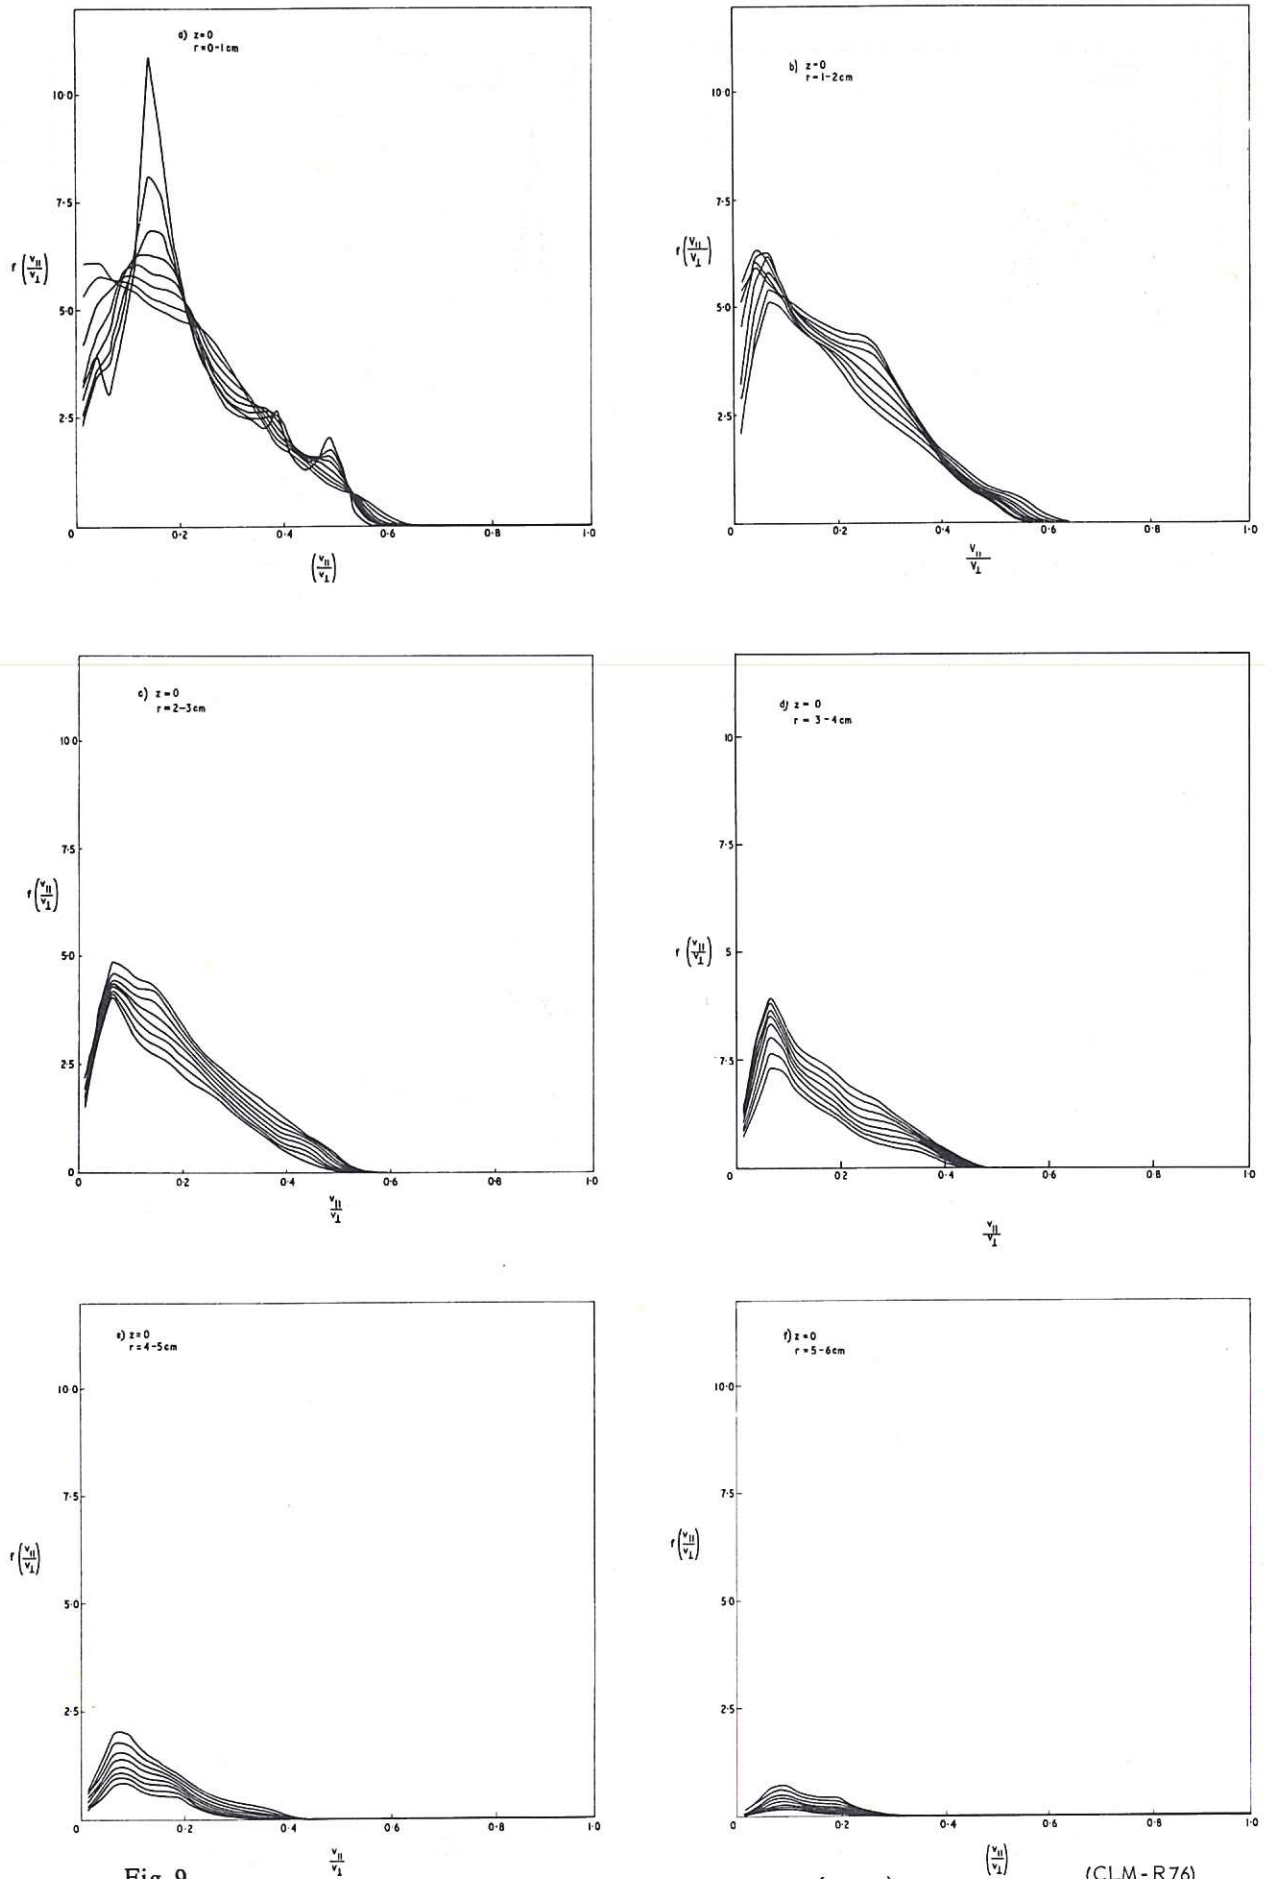 a) z=0
r=0-1cm
10·0
7·5
5·0
2·5
f (v∥/v⊥)
0 0·2 0·4 0·6 0·8 1·0
(v∥/v⊥)
b) z=0
r=1-2cm
10·0
7·5
5·0
2·5
f (v∥/v⊥)
0 0·2 0·4 0·6 0·8 1·0
v∥/v⊥
c) z=0
r=2-3cm
10·0
7·5
5·0
2·5
0
f (v∥/v⊥)
0 0·2 0·4 0·6 0·8 1·0
v∥/v⊥
d) z= 0
r = 3-4cm
10
7·5
5
7·5
f (v∥/v⊥)
0 0·2 0·4 0·6 0·8 1·0
v∥/v⊥
e) z=0
r=4-5cm
10·0
7·5
5·0
2·5
f (v∥/v⊥)
0 0·2 0·4 0·6 0·8 1·0
v∥/v⊥
f) z=0
r=5-6cm
10·0
7·5
5·0
2·5
f (v∥/v⊥)
0 0·2 0·4 0·6 0·8 1·0
(v∥/v⊥)
Fig. 9
(CLM-R76)